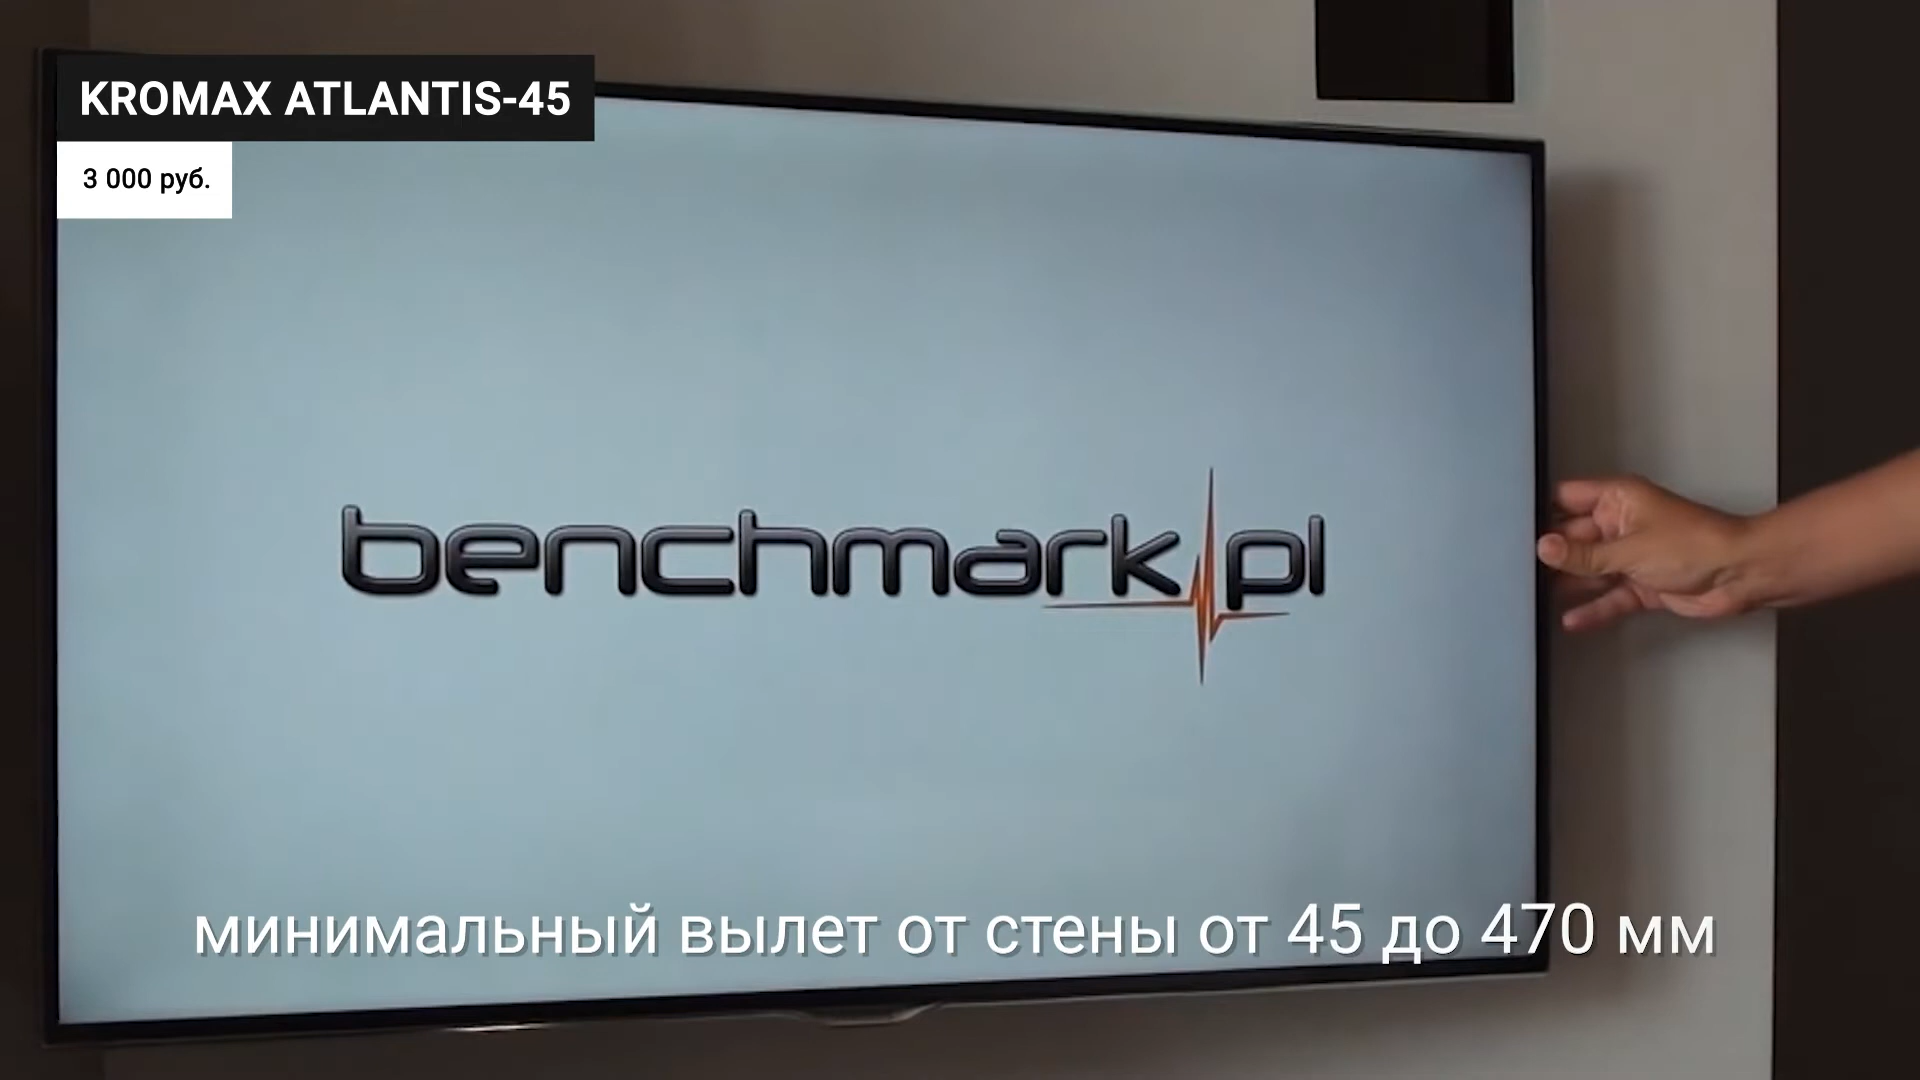 KROMAX ATLANTIS-45
3 000 руб.
benchmark.pl
минимальный вылет от стены от 45 до 470 мм